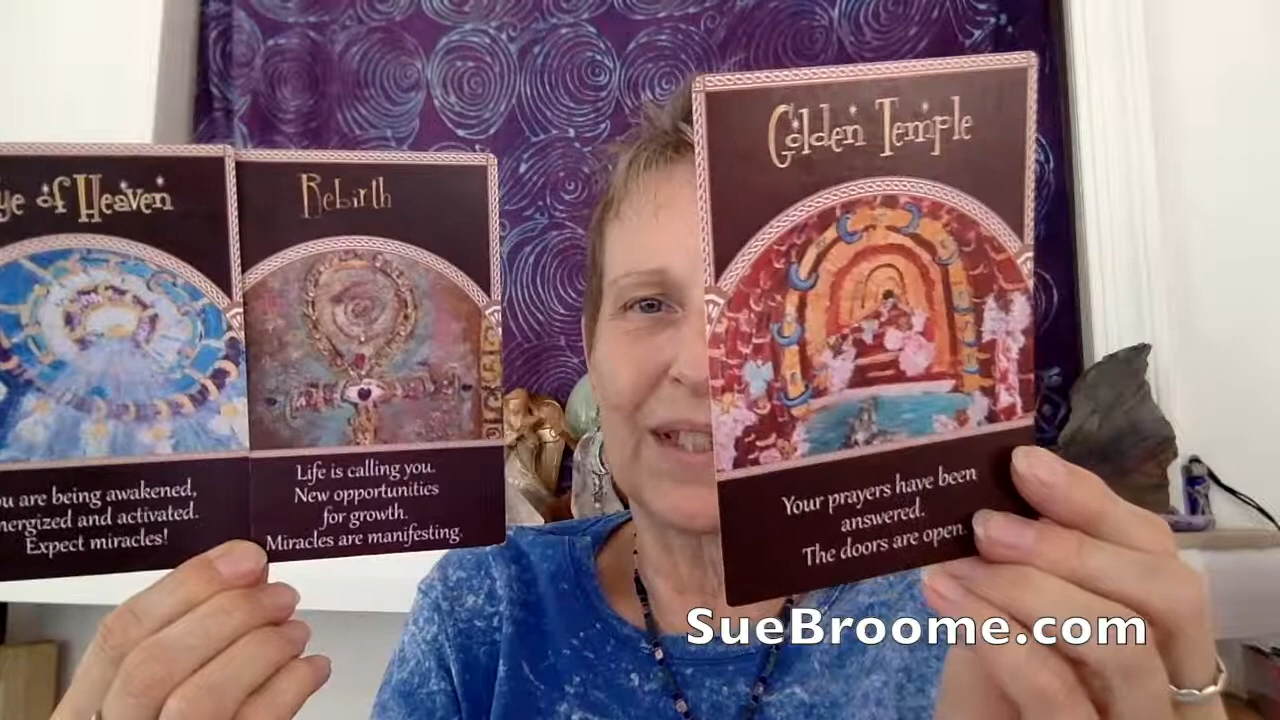 ye of Heaven
ou are being awakened,
nergized and activated.
Expect miracles!
Rebirth
Life is calling you.
New opportunities
for growth.
Miracles are manifesting.
Golden Temple
Your prayers have been
answered.
The doors are open.
SueBroome.com